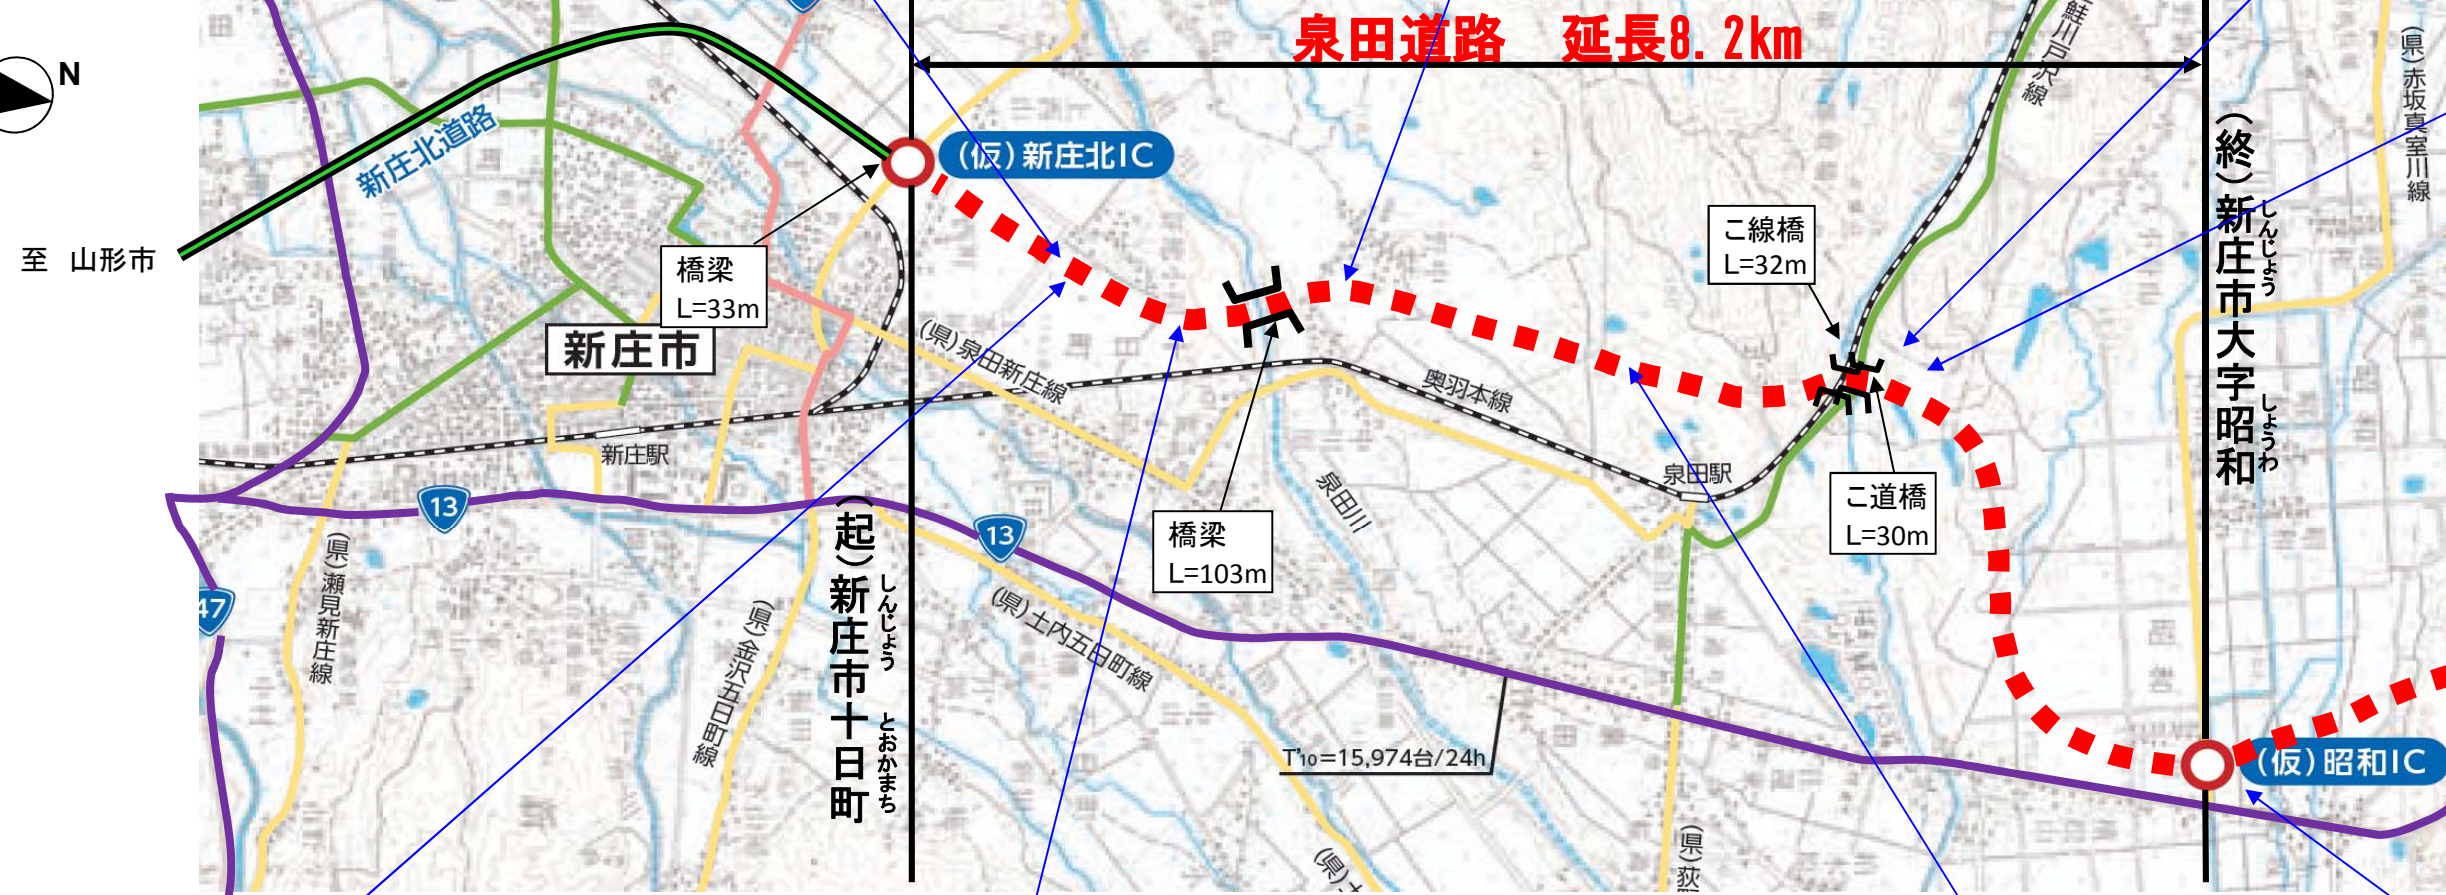 泉田道路　延長8.2km
N
新庄北道路
(仮)新庄北IC
至 山形市
橋梁
L=33m
新庄市
(県)泉田新庄線
奥羽本線
こ線橋
L=32m
鮭川戸沢線
(県)赤坂真室川線
(終)新庄市大字昭和
しんじょう
しょうわ
新庄駅
13
47
(県)瀬見新庄線
(県)金沢五日町線
(起)新庄市十日町
しんじょう
とおかまち
13
(県)土内五日町線
橋梁
L=103m
泉田川
泉田駅
こ道橋
L=30m
T'10=15,974台/24h
(仮)昭和IC
(県)土
(県)荻